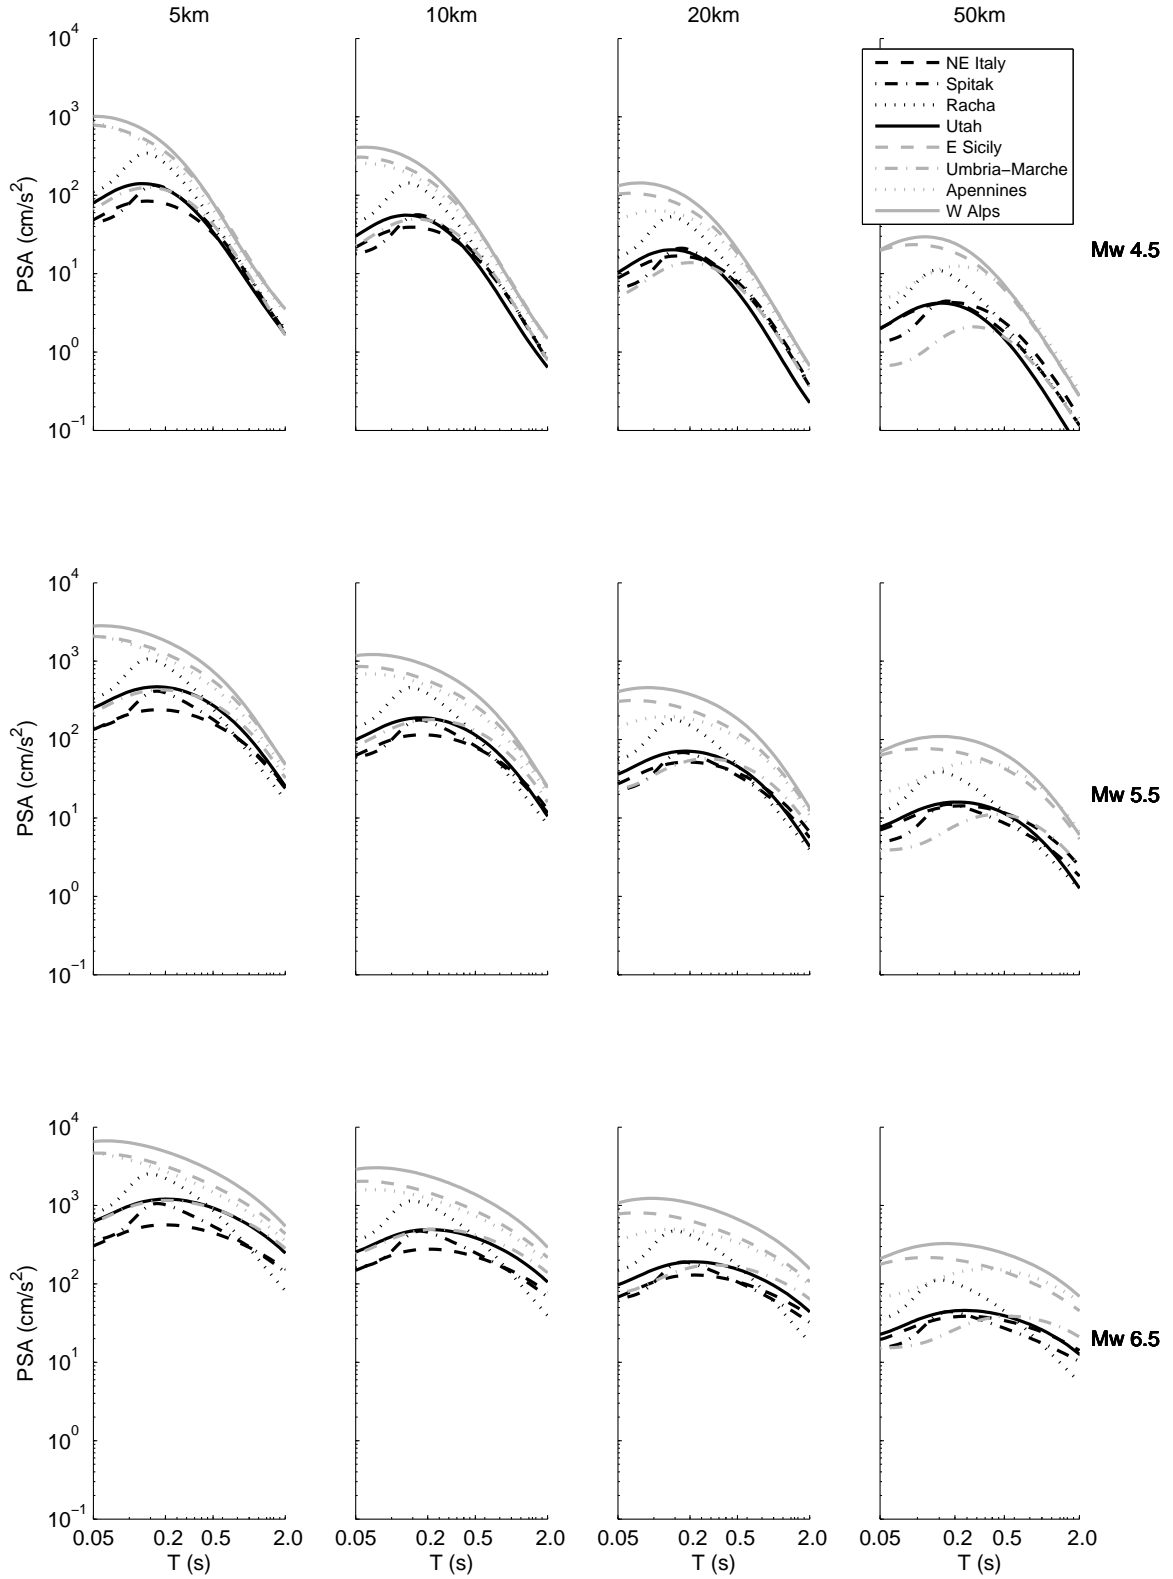 5km 10km 20km 50km
10^4
10^3
10^2
10^1
10^0
10^−1
PSA (cm/s^2)
NE Italy
Spitak
Racha
Utah
E Sicily
Umbria−Marche
Apennines
W Alps
Mw 4.5
10^4
10^3
10^2
10^1
10^0
10^−1
PSA (cm/s^2)
Mw 5.5
10^4
10^3
10^2
10^1
10^0
10^−1
PSA (cm/s^2)
Mw 6.5
0.05 0.2 0.5 2.0 0.05 0.2 0.5 2.0 0.05 0.2 0.5 2.0 0.05 0.2 0.5 2.0
T (s) T (s) T (s) T (s)